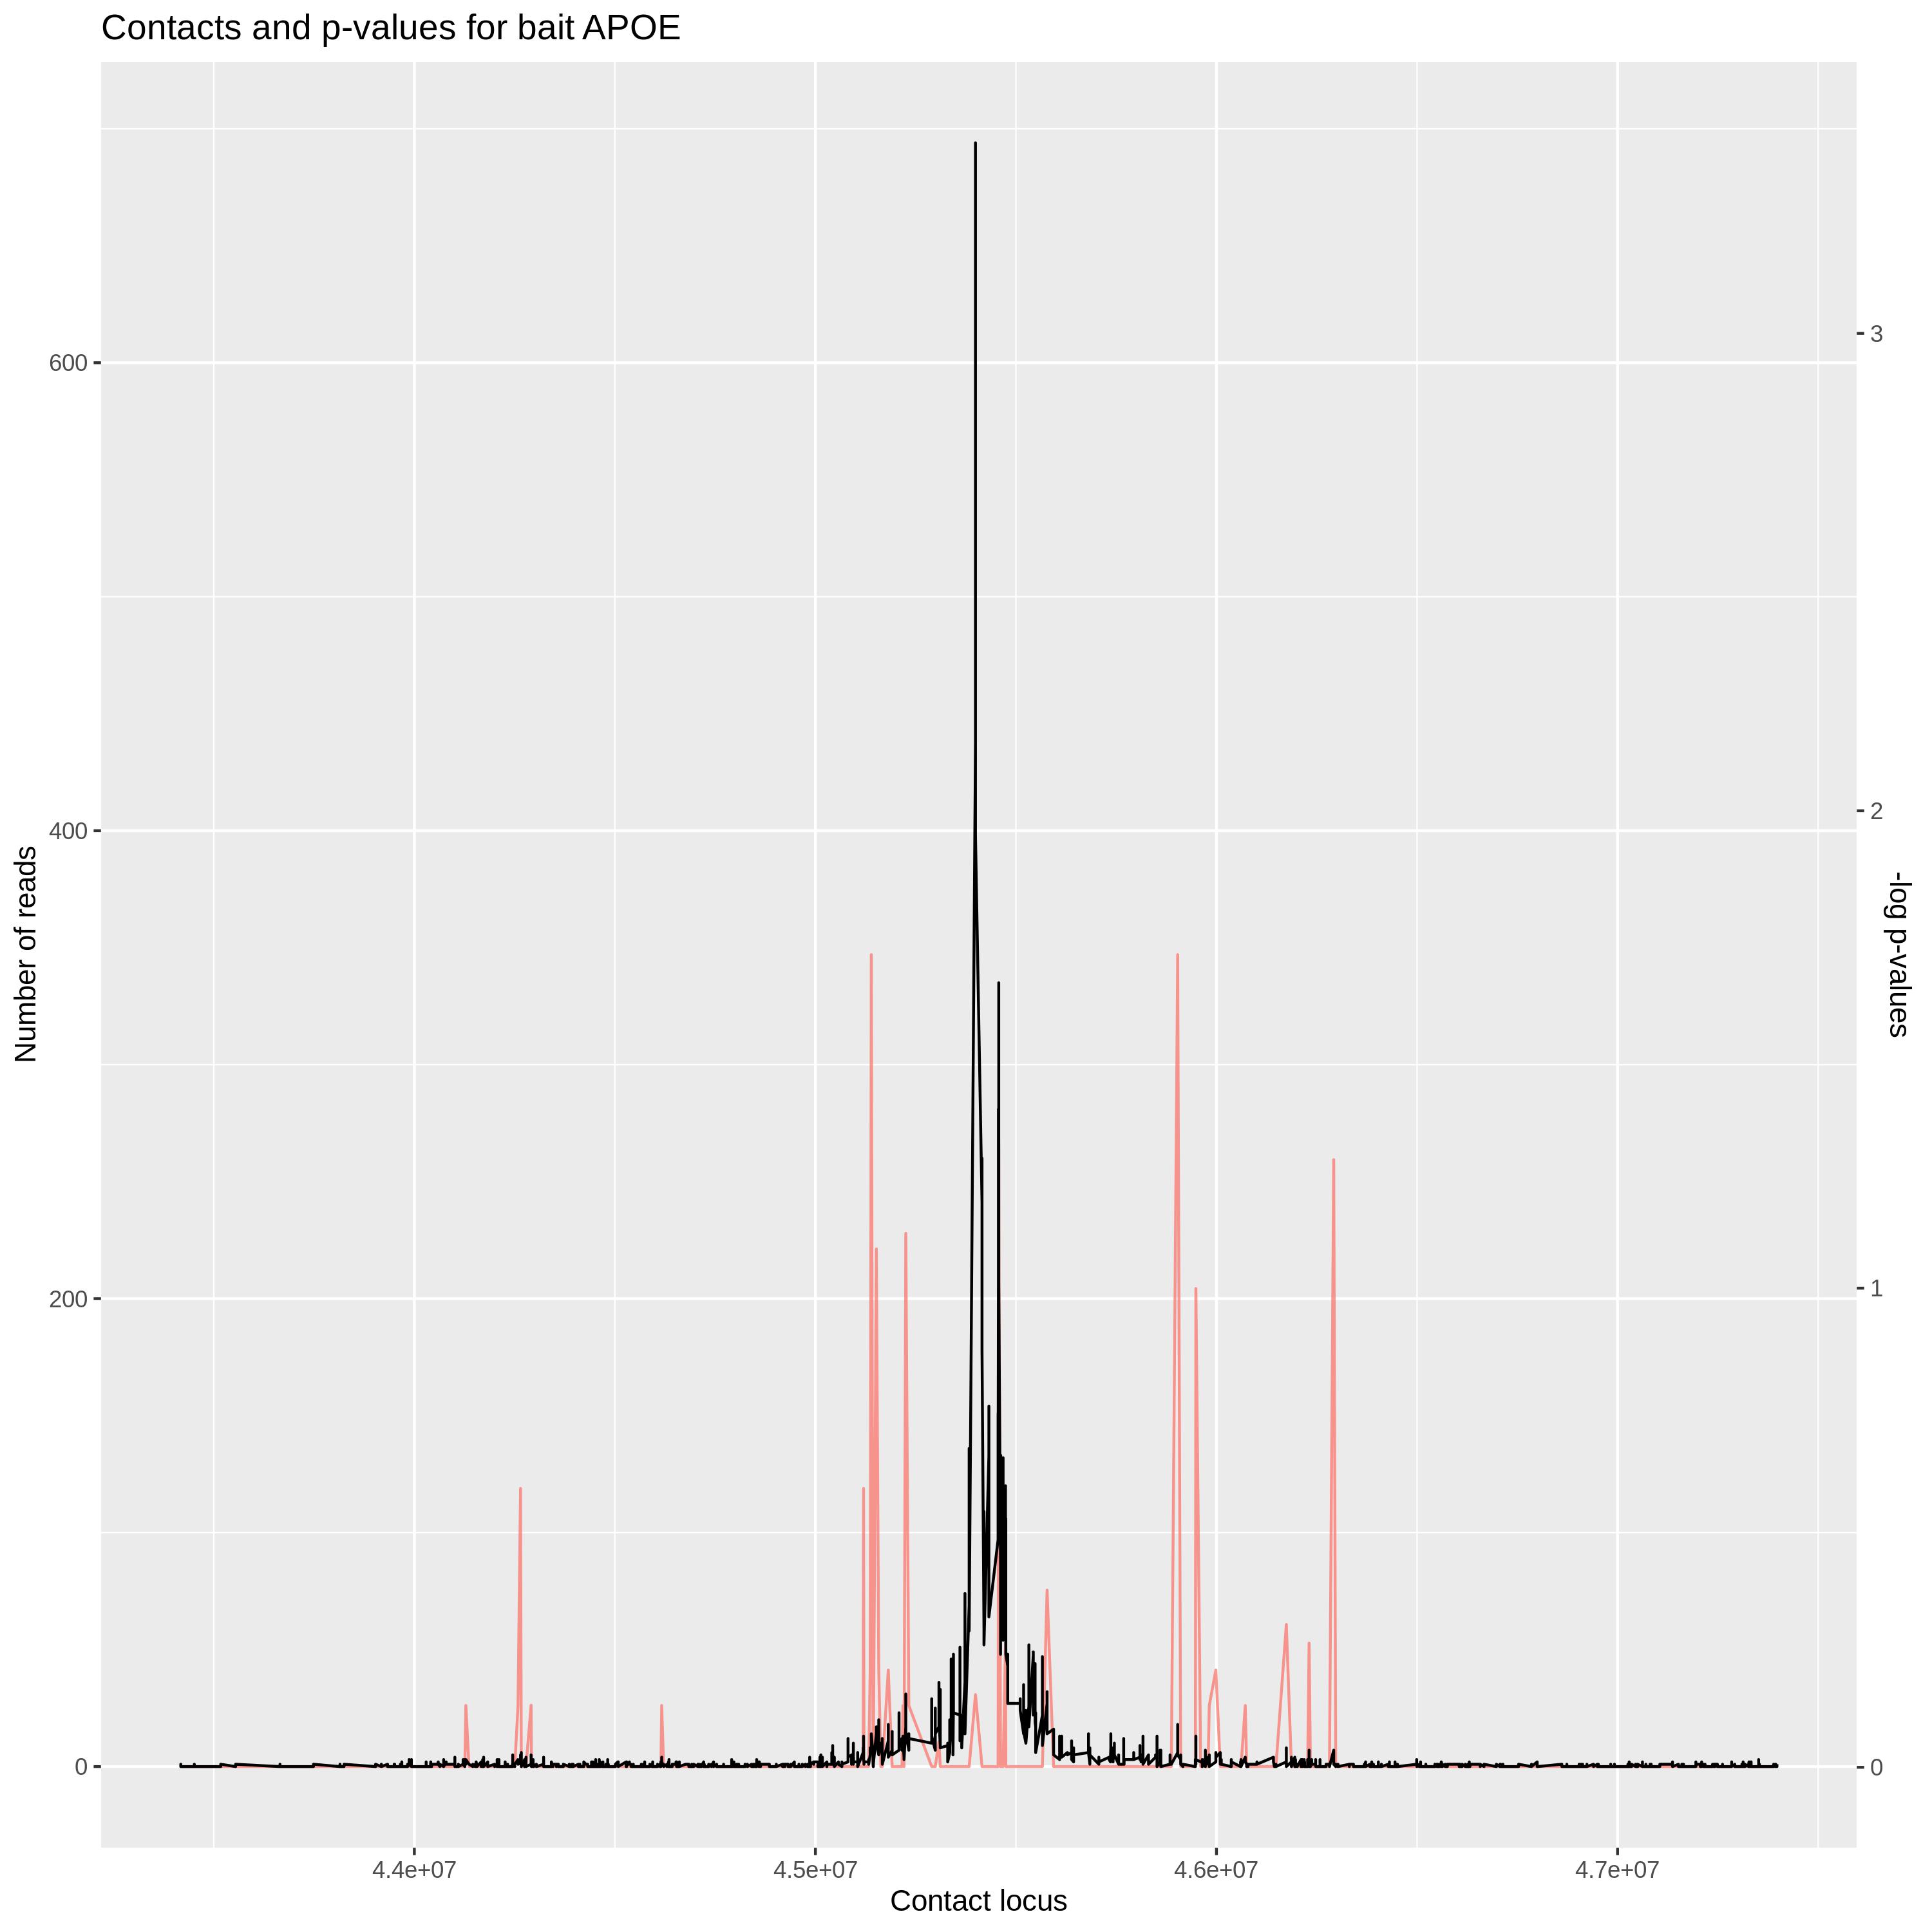 Contacts and p-values for bait APOE
Number of reads
600
400
200
0
3
2
1
0
-log p-values
4.4e+07
4.5e+07
4.6e+07
4.7e+07
Contact locus